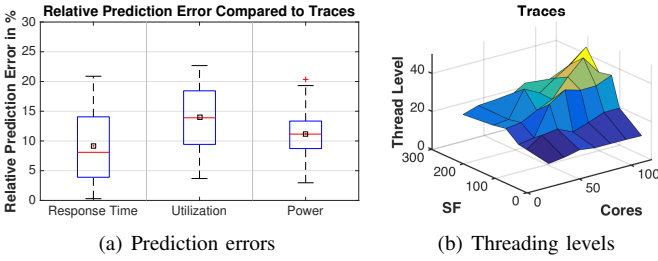 Relative Prediction Error Compared to Traces
Relative Prediction Error in %
30
25
20
15
10
5
0
Response Time
Utilization
Power
(a) Prediction errors
Traces
Thread Level
40
20
0
300
200
100
0
SF
0
50
100
Cores
(b) Threading levels